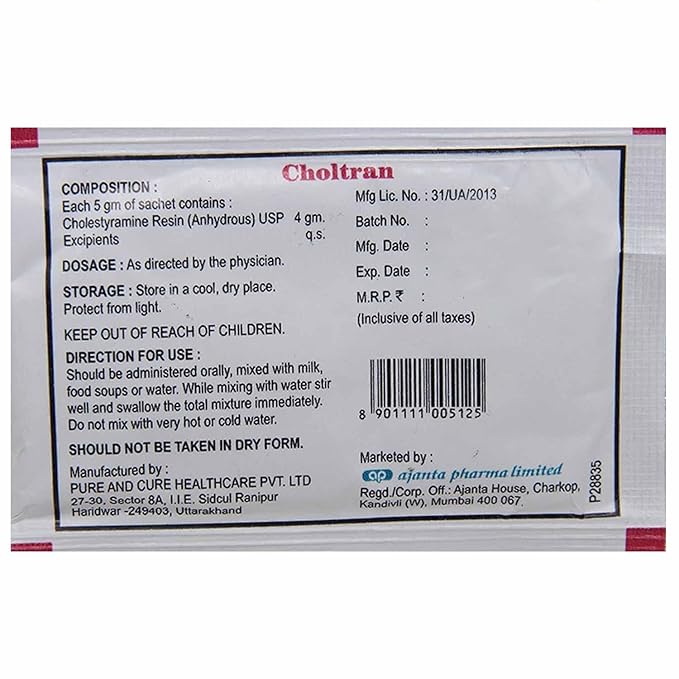 Choltran
COMPOSITION :
Each 5 gm of sachet contains :
Cholestyramine Resin (Anhydrous) USP 4 gm.
Excipients q.s.
DOSAGE : As directed by the physician.
STORAGE : Store in a cool, dry place.
Protect from light.
KEEP OUT OF REACH OF CHILDREN.
DIRECTION FOR USE :
Should be administered orally, mixed with milk,
food soups or water. While mixing with water stir
well and swallow the total mixture immediately.
Do not mix with very hot or cold water.
SHOULD NOT BE TAKEN IN DRY FORM.
Manufactured by :
PURE AND CURE HEALTHCARE PVT. LTD
27-30, Sector 8A, I.I.E. Sidcul Ranipur
Haridwar -249403, Uttarakhand
Mfg Lic. No. : 31/UA/2013
Batch No. :
Mfg. Date :
Exp. Date :
M.R.P. ₹ :
(Inclusive of all taxes)
8 901111 005125
Marketed by :
ap ajanta pharma limited
Regd./Corp. Off.: Ajanta House, Charkop,
Kandivli (W), Mumbai 400 067.
P28835